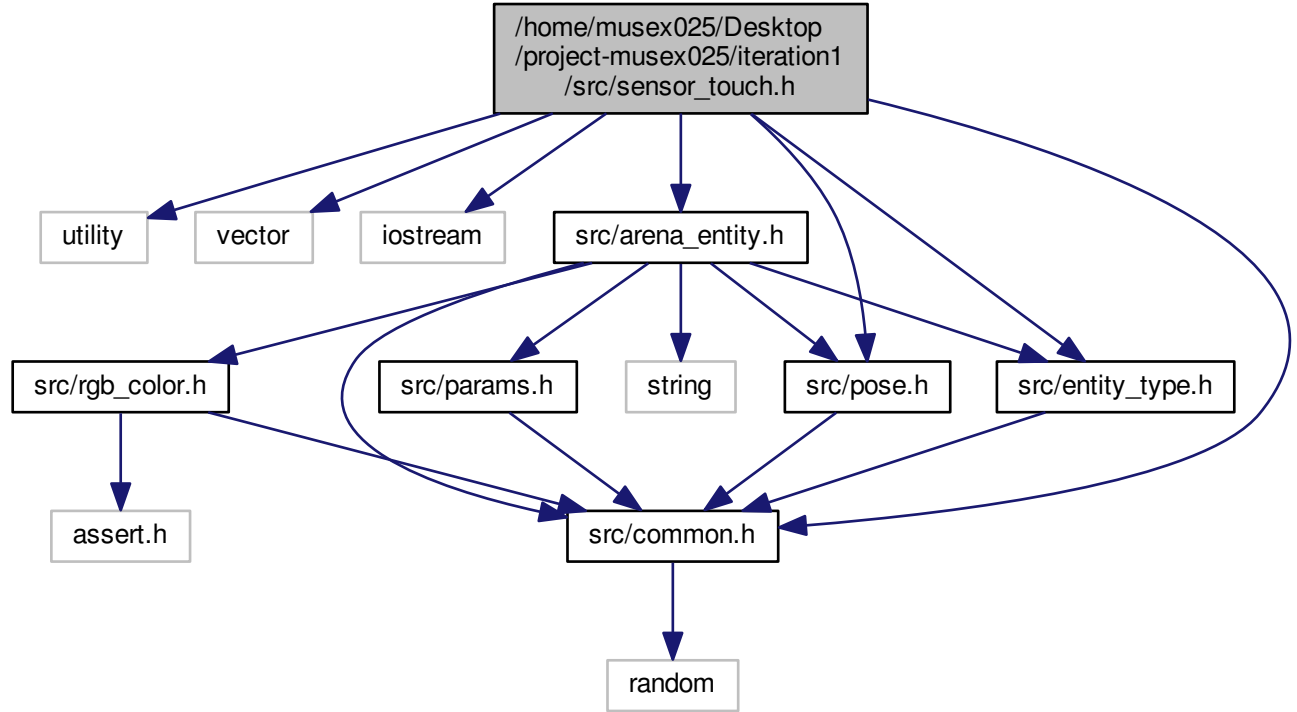 /home/musex025/Desktop
/project-musex025/iteration1
/src/sensor_touch.h
utility
vector
iostream
src/arena_entity.h
src/rgb_color.h
src/params.h
string
src/pose.h
src/entity_type.h
assert.h
src/common.h
random